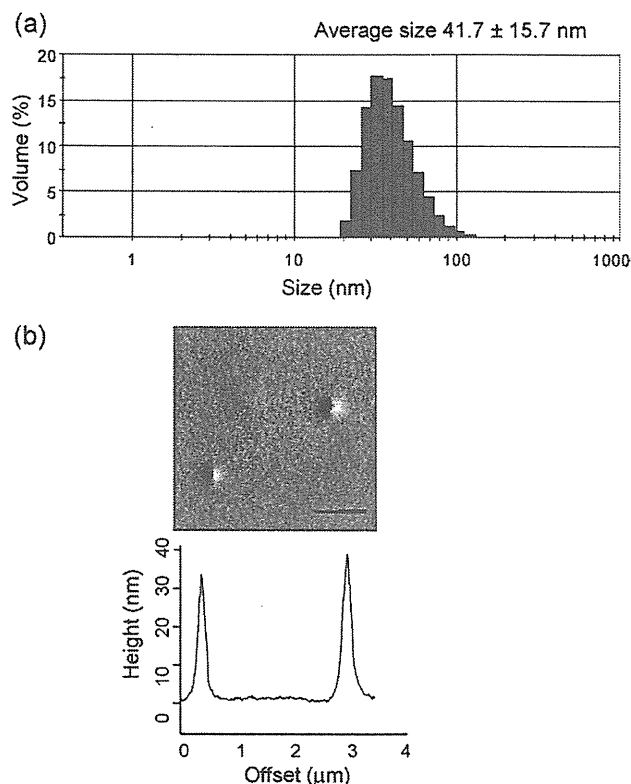 (a)
Average size 41.7 ± 15.7 nm
Volume (%)
20
15
10
5
0
1 10 100 1000
Size (nm)
(b)
Height (nm)
40
30
20
10
0
0 1 2 3 4
Offset (μm)